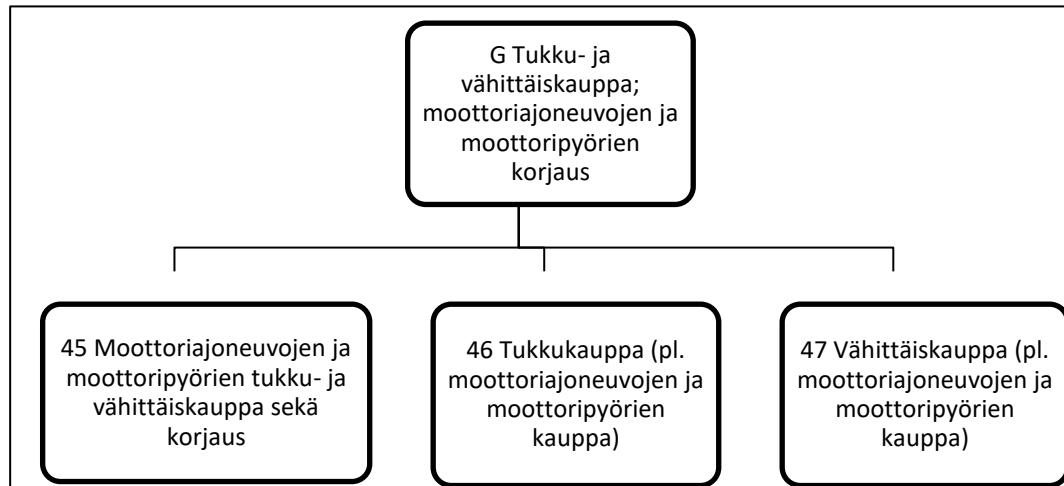 G Tukku- ja
vähittäiskauppa;
moottoriajoneuvojen ja
moottoripyörien
korjaus
45 Moottoriajoneuvojen ja
moottoripyörien tukku- ja
vähittäiskauppa sekä
korjaus
46 Tukkukauppa (pl.
moottoriajoneuvojen ja
moottoripyörien
kauppa)
47 Vähittäiskauppa (pl.
moottoriajoneuvojen ja
moottoripyörien
kauppa)